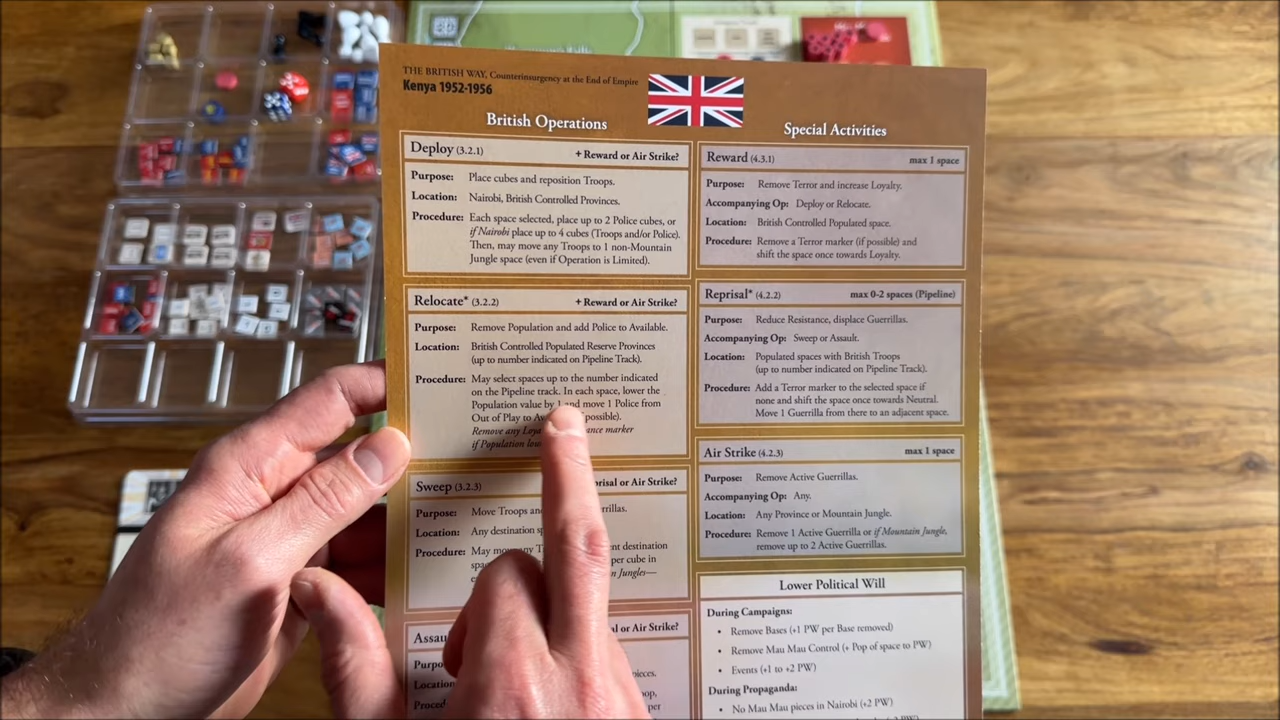 THE BRITISH WAY, Counterinsurgency at the End of Empire
Kenya 1952-1956
British Operations
Deploy (3.2.1) + Reward or Air Strike?
Purpose: Place cubes and reposition Troops.
Location: Nairobi, British Controlled Provinces.
Procedure: Each space selected, place up to 2 Police cubes, or
if Nairobi place up to 4 cubes (Troops and/or Police).
Then, may move any Troops to 1 non-Mountain
Jungle space (even if Operation is Limited).
Relocate* (3.2.2) + Reward or Air Strike?
Purpose: Remove Population and add Police to Available.
Location: British Controlled Populated Reserve Provinces
(up to number indicated on Pipeline Track).
Procedure: May select spaces up to the number indicated
on the Pipeline track. In each space, lower the
Population value by 1 and move 1 Police from
Out of Play to possible).
Remove any marker
if Population
Sweep (3.2.3) or Air Strike?
Purpose: Move Troops
Location: Any destination
Procedure: May move any destination
per cube in
Jungles—
or Air Strike?
pieces.
per
Special Activities
Reward (4.3.1) max 1 space
Purpose: Remove Terror and increase Loyalty.
Accompanying Op: Deploy or Relocate.
Location: British Controlled Populated space.
Procedure: Remove a Terror marker (if possible) and
shift the space once towards Loyalty.
Reprisal* (4.2.2) max 0-2 spaces (Pipeline)
Purpose: Reduce Resistance, displace Guerrillas.
Accompanying Op: Sweep or Assault.
Location: Populated spaces with British Troops
(up to number indicated on Pipeline Track).
Procedure: Add a Terror marker to the selected space if
none and shift the space once towards Neutral.
Move 1 Guerrilla from there to an adjacent space.
Air Strike (4.2.3) max 1 space
Purpose: Remove Active Guerrillas.
Accompanying Op: Any.
Location: Any Province or Mountain Jungle.
Procedure: Remove 1 Active Guerrilla or if Mountain Jungle,
remove up to 2 Active Guerrillas.
Lower Political Will
During Campaigns:
• Remove Bases (+1 PW per Base removed)
• Remove Mau Mau Control (+ Pop of space to PW)
• Events (+1 to +2 PW)
During Propaganda:
• No Mau Mau pieces in Nairobi (+2 PW)